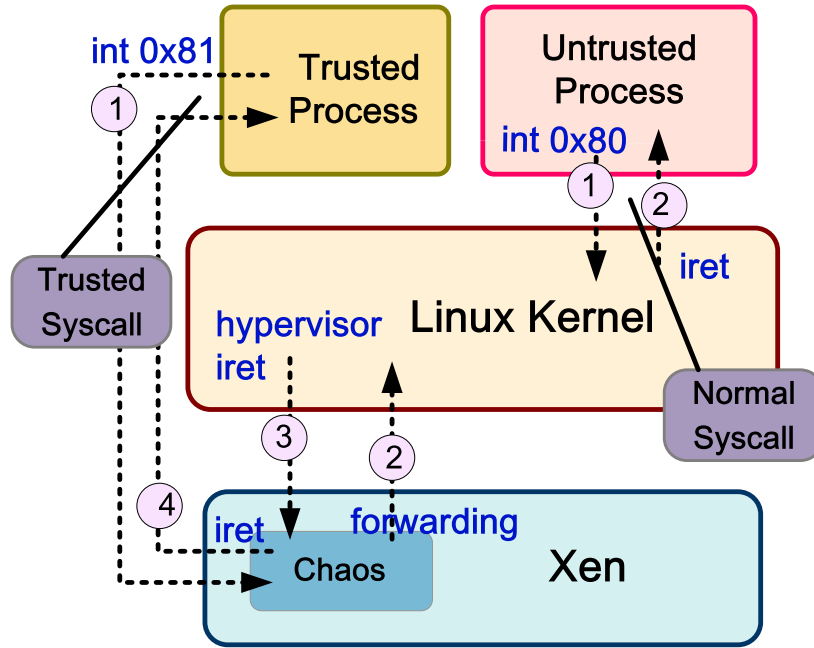 int 0x81
Trusted
Process
Untrusted
Process
int 0x80
1
1
2
Trusted
Syscall
iret
hypervisor
iret
Linux Kernel
Normal
Syscall
3
2
4
iret
forwarding
Chaos
Xen